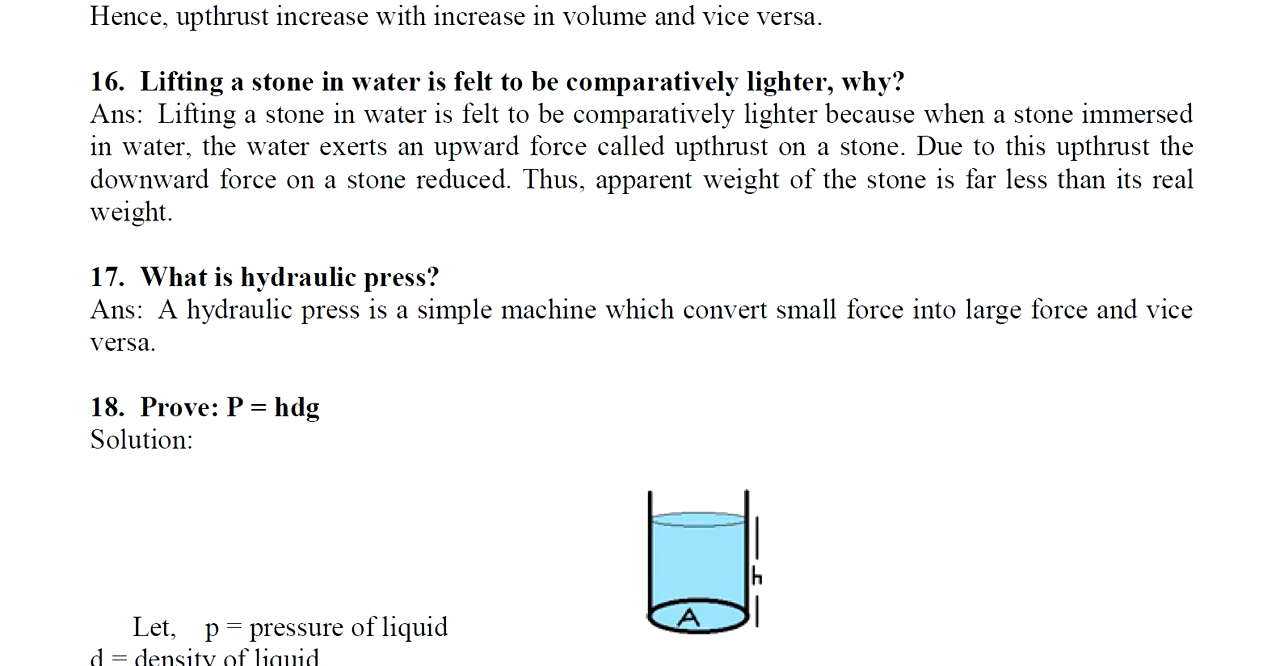 Hence, upthrust increase with increase in volume and vice versa.
16. Lifting a stone in water is felt to be comparatively lighter, why?
Ans: Lifting a stone in water is felt to be comparatively lighter because when a stone immersed
in water, the water exerts an upward force called upthrust on a stone. Due to this upthrust the
downward force on a stone reduced. Thus, apparent weight of the stone is far less than its real
weight.
17. What is hydraulic press?
Ans: A hydraulic press is a simple machine which convert small force into large force and vice
versa.
18. Prove: P = hdg
Solution:
h
A
Let, p = pressure of liquid
d = density of liquid